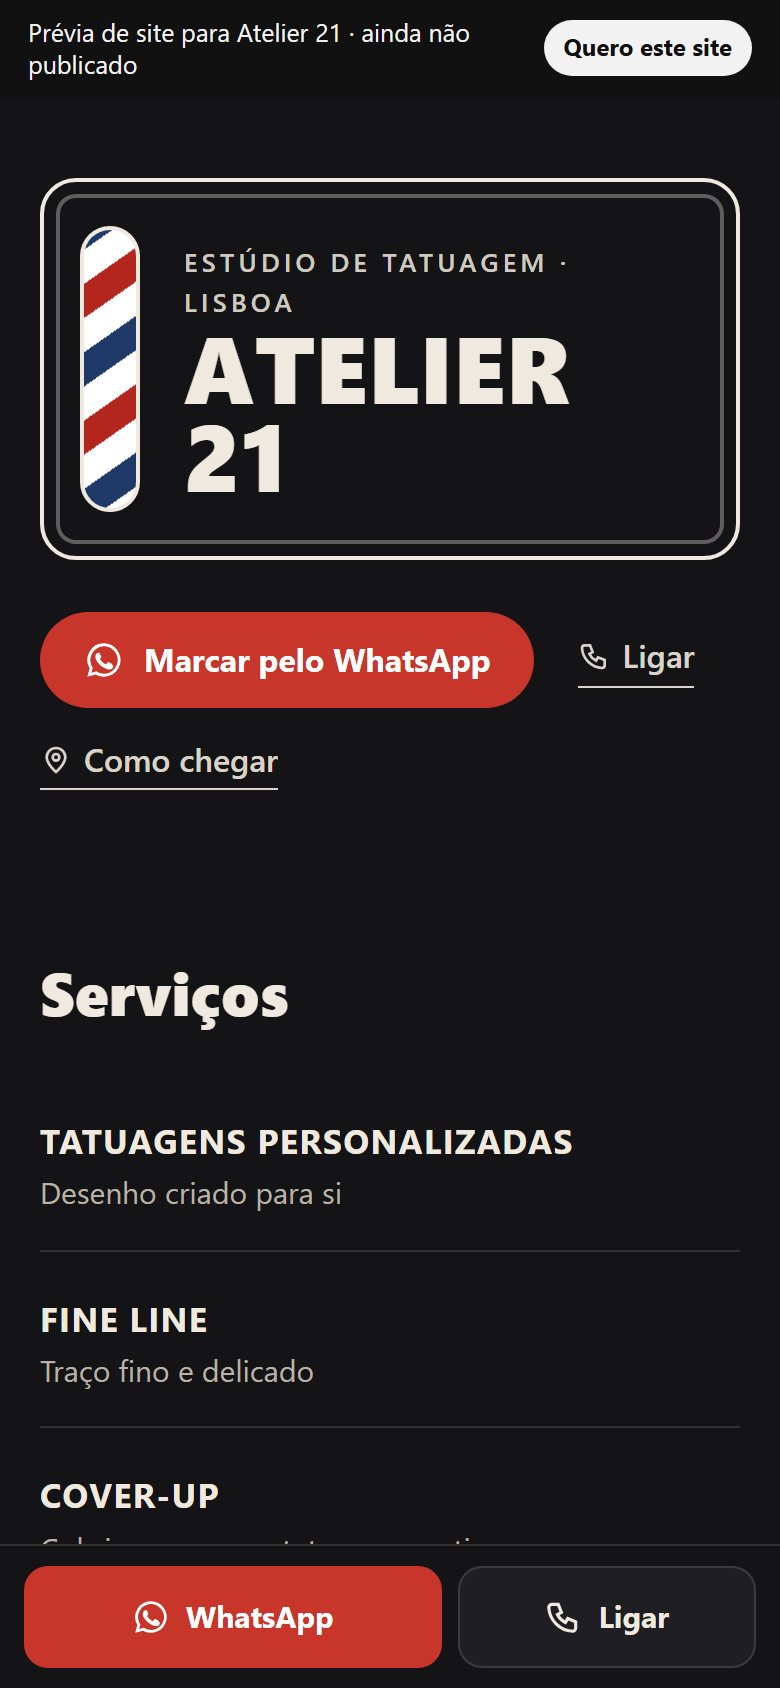 Prévia de site para Atelier 21 · ainda não
publicado
Quero este site
ESTÚDIO DE TATUAGEM ·
LISBOA
ATELIER
21
Marcar pelo WhatsApp
Ligar
Como chegar
Serviços
TATUAGENS PERSONALIZADAS
Desenho criado para si
FINE LINE
Traço fino e delicado
COVER-UP
WhatsApp
Ligar